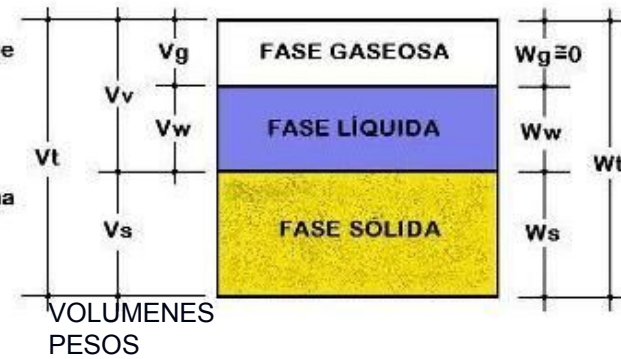 e
Vg
FASE GASEOSA
Wg≅0
Vv
Vw
FASE LÍQUIDA
Ww
Vt
Wt
a
Vs
FASE SÓLIDA
Ws
VOLUMENES
PESOS